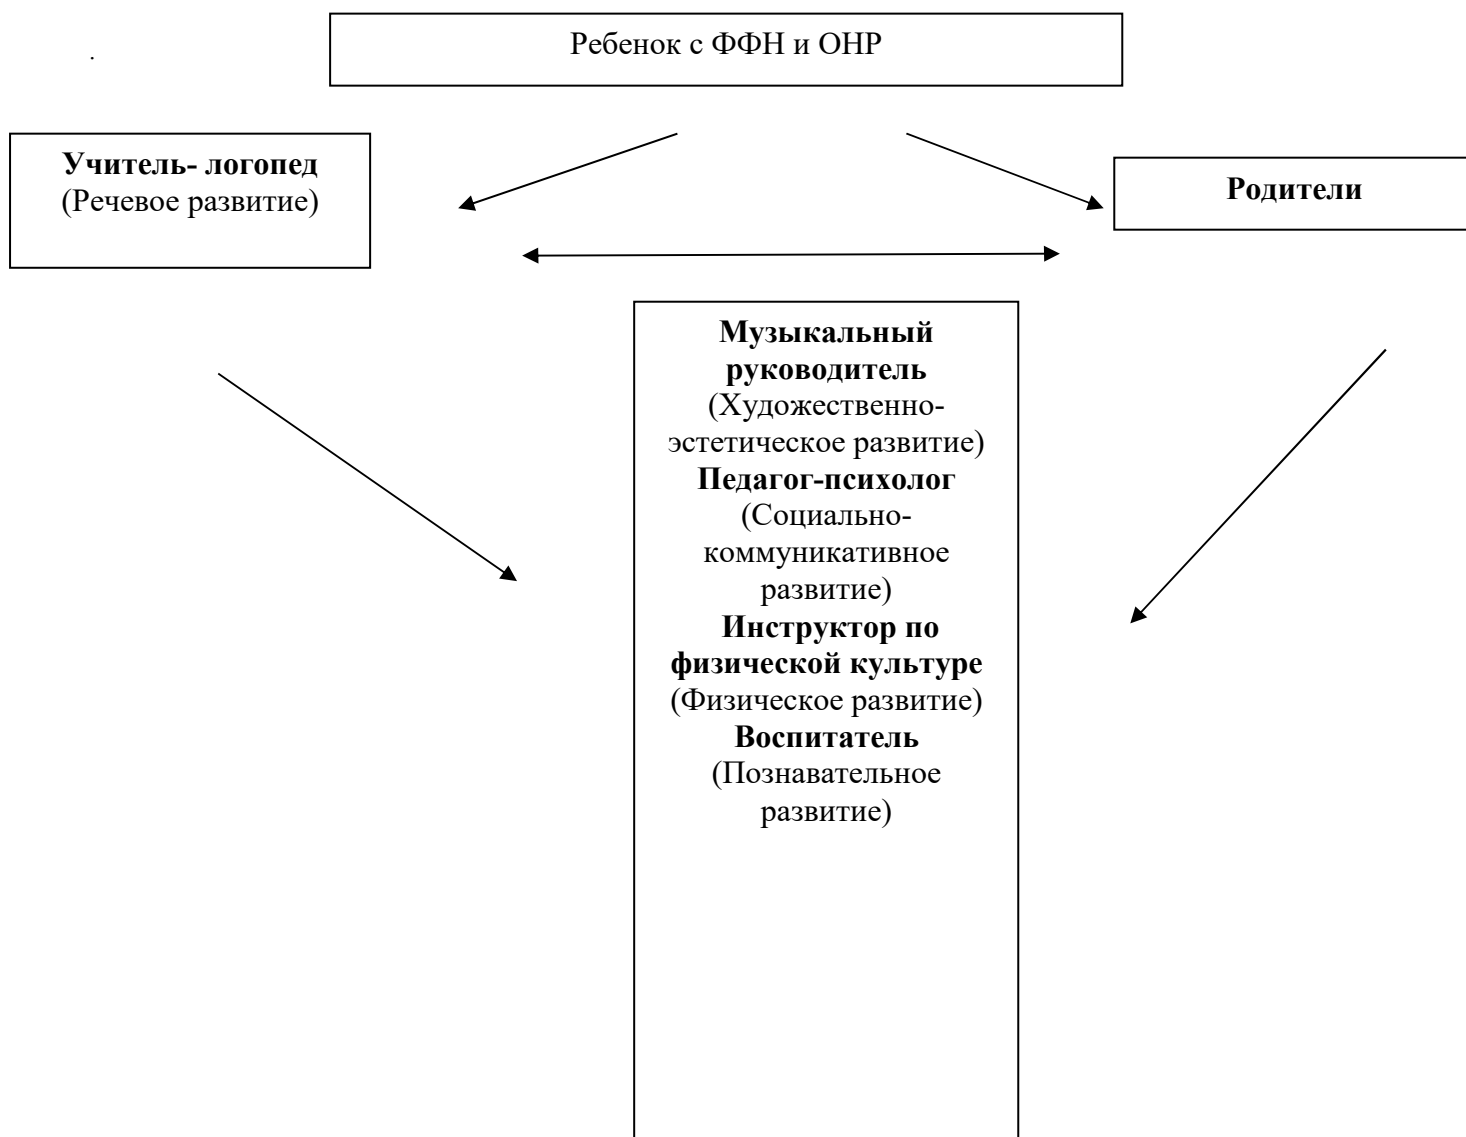 Ребенок с ФФН и ОНР
.
Учитель- логопед
(Речевое развитие)
Родители
Музыкальный
руководитель
(Художественно-
эстетическое развитие)
Педагог-психолог
(Социально-
коммуникативное
развитие)
Инструктор по
физической культуре
(Физическое развитие)
Воспитатель
(Познавательное
развитие)